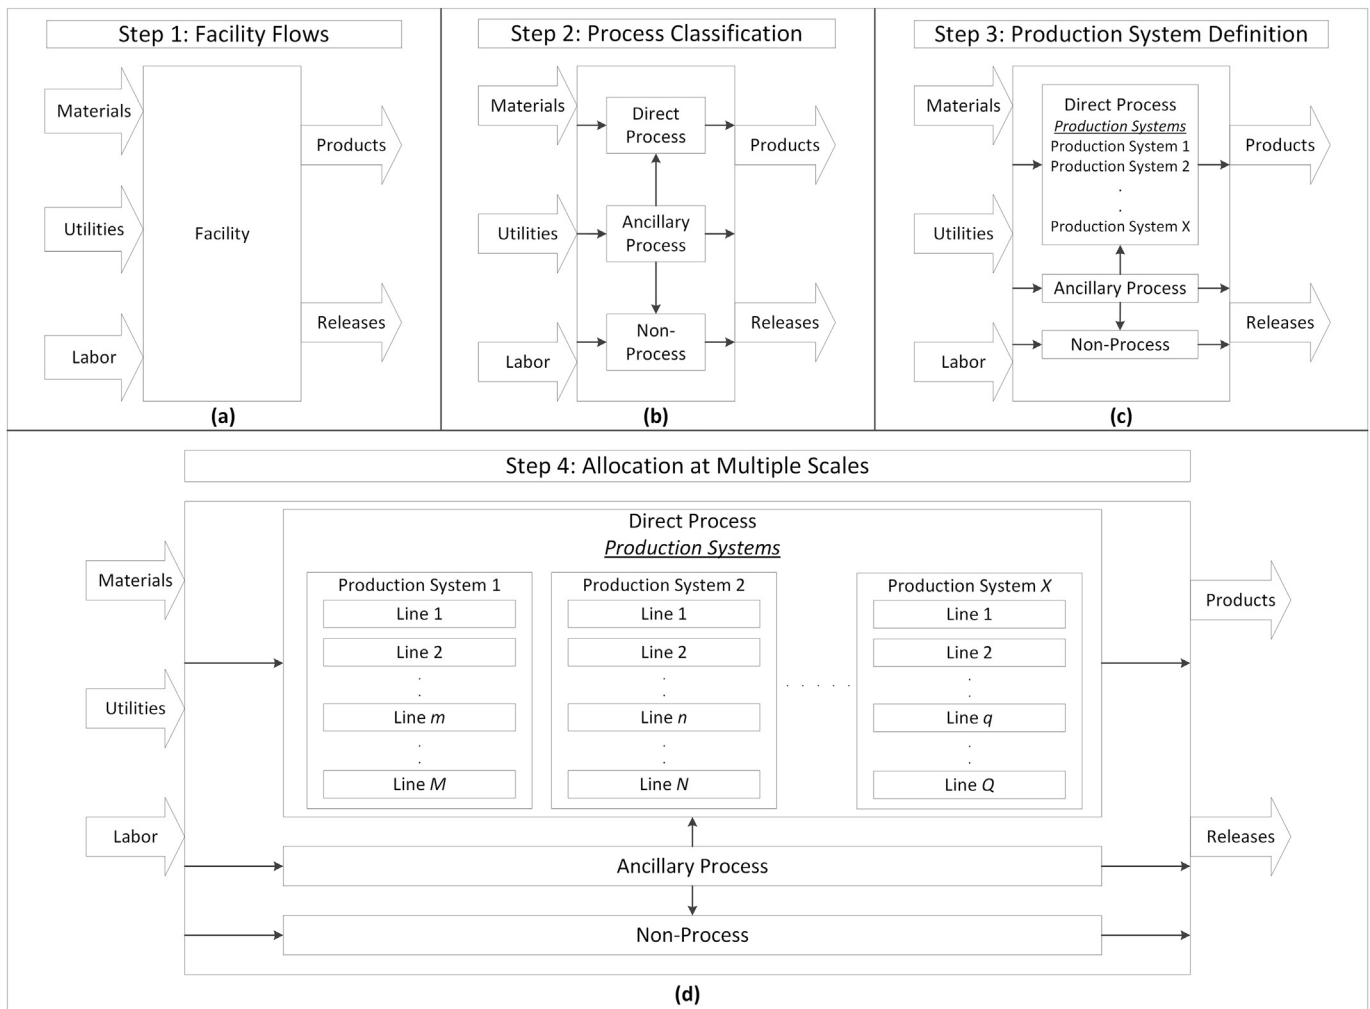 Step 1: Facility Flows
Materials
Utilities
Labor
Facility
Products
Releases
(a)
Step 2: Process Classification
Materials
Utilities
Labor
Direct
Process
Ancillary
Process
Non-
Process
Products
Releases
(b)
Step 3: Production System Definition
Materials
Utilities
Labor
Direct Process
Production Systems
Production System 1
Production System 2
.
.
Production System X
Ancillary Process
Non-Process
Products
Releases
(c)
Step 4: Allocation at Multiple Scales
Materials
Utilities
Labor
Direct Process
Production Systems
Production System 1
Line 1
Line 2
.
.
Line m
.
.
Line M
Production System 2
Line 1
Line 2
.
.
Line n
.
.
Line N
. . . . .
Production System X
Line 1
Line 2
.
.
Line q
.
.
Line Q
Ancillary Process
Non-Process
Products
Releases
(d)